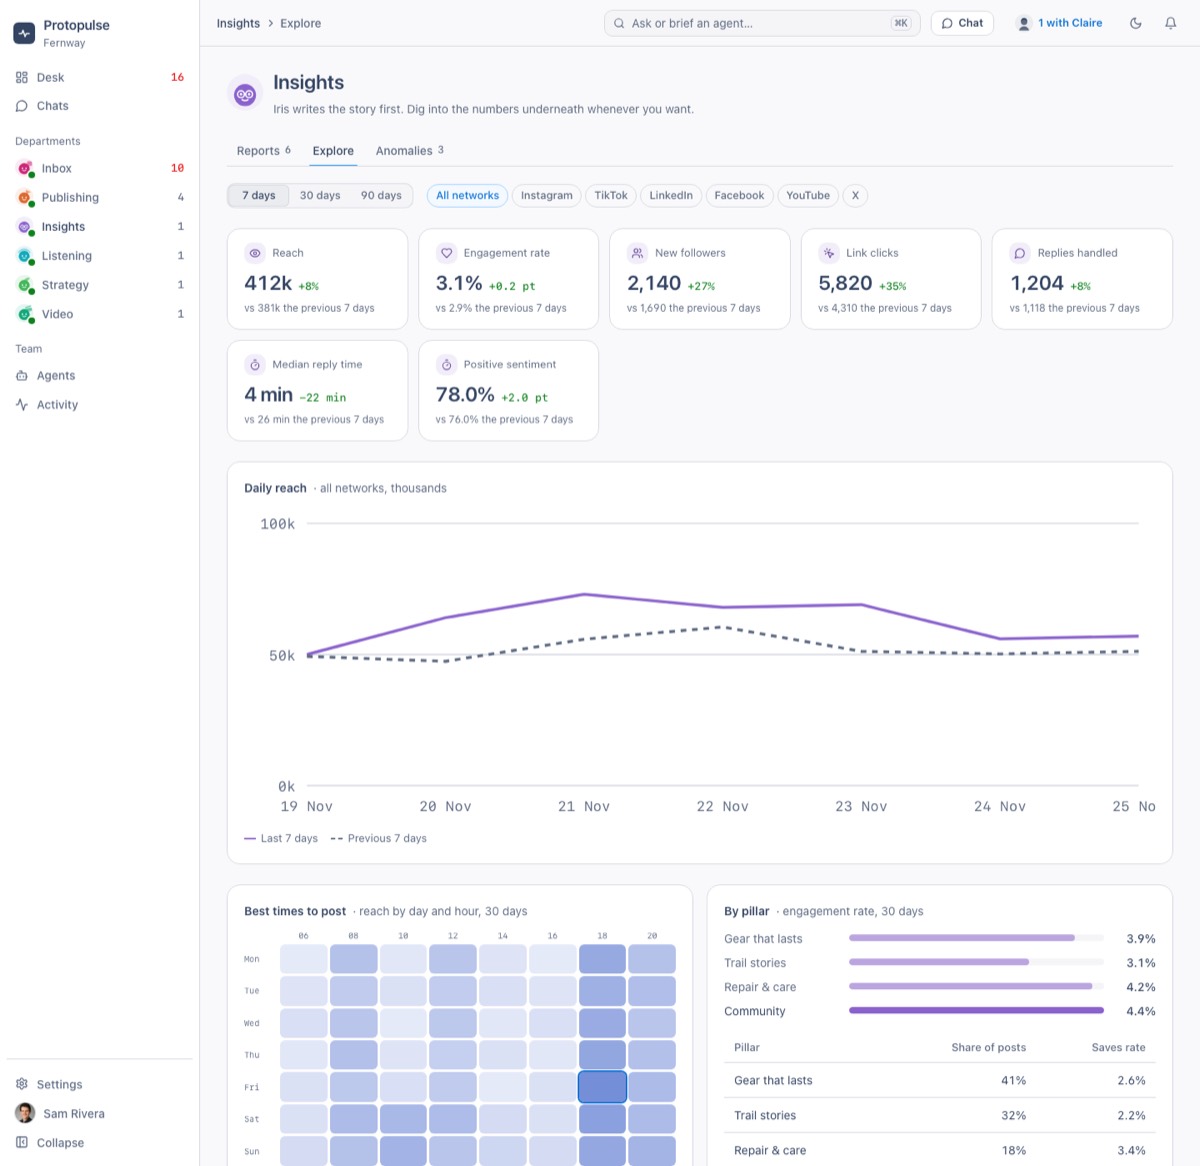 Protopulse
Fernway
Desk 16
Chats
Departments
Inbox 10
Publishing 4
Insights 1
Listening 1
Strategy 1
Video 1
Team
Agents
Activity
Settings
Sam Rivera
Collapse
Insights > Explore
Ask or brief an agent... ⌘K
Chat
1 with Claire
Insights
Iris writes the story first. Dig into the numbers underneath whenever you want.
Reports 6 Explore Anomalies 3
7 days 30 days 90 days All networks Instagram TikTok LinkedIn Facebook YouTube X
Reach
412k +8%
vs 381k the previous 7 days
Engagement rate
3.1% +0.2 pt
vs 2.9% the previous 7 days
New followers
2,140 +27%
vs 1,690 the previous 7 days
Link clicks
5,820 +35%
vs 4,310 the previous 7 days
Replies handled
1,204 +8%
vs 1,118 the previous 7 days
Median reply time
4 min −22 min
vs 26 min the previous 7 days
Positive sentiment
78.0% +2.0 pt
vs 76.0% the previous 7 days
Daily reach · all networks, thousands
100k
50k
0k
19 Nov 20 Nov 21 Nov 22 Nov 23 Nov 24 Nov 25 No
Last 7 days Previous 7 days
Best times to post · reach by day and hour, 30 days
06 08 10 12 14 16 18 20
Mon
Tue
Wed
Thu
Fri
Sat
Sun
By pillar · engagement rate, 30 days
Gear that lasts 3.9%
Trail stories 3.1%
Repair & care 4.2%
Community 4.4%
Pillar Share of posts Saves rate
Gear that lasts 41% 2.6%
Trail stories 32% 2.2%
Repair & care 18% 3.4%